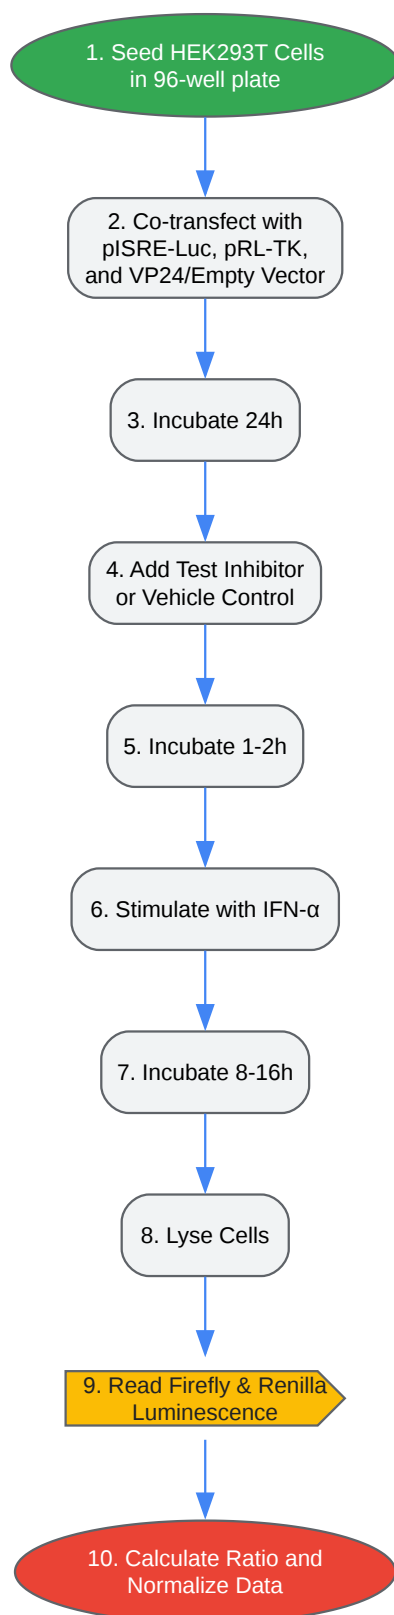 1. Seed HEK293T Cells
in 96-well plate
2. Co-transfect with
pISRE-Luc, pRL-TK,
and VP24/Empty Vector
3. Incubate 24h
4. Add Test Inhibitor
or Vehicle Control
5. Incubate 1-2h
6. Stimulate with IFN-α
7. Incubate 8-16h
8. Lyse Cells
9. Read Firefly & Renilla
Luminescence
10. Calculate Ratio and
Normalize Data